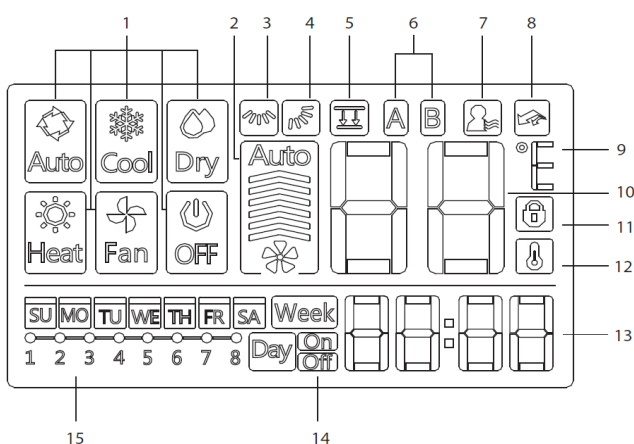 1 2 3 4 5 6 7 8
Auto Cool Dry Auto A B
9
10
Heat Fan OFF 11
12
SU MO TU WE TH FR SA Week
1 2 3 4 5 6 7 8 Day On 13
Off
15 14